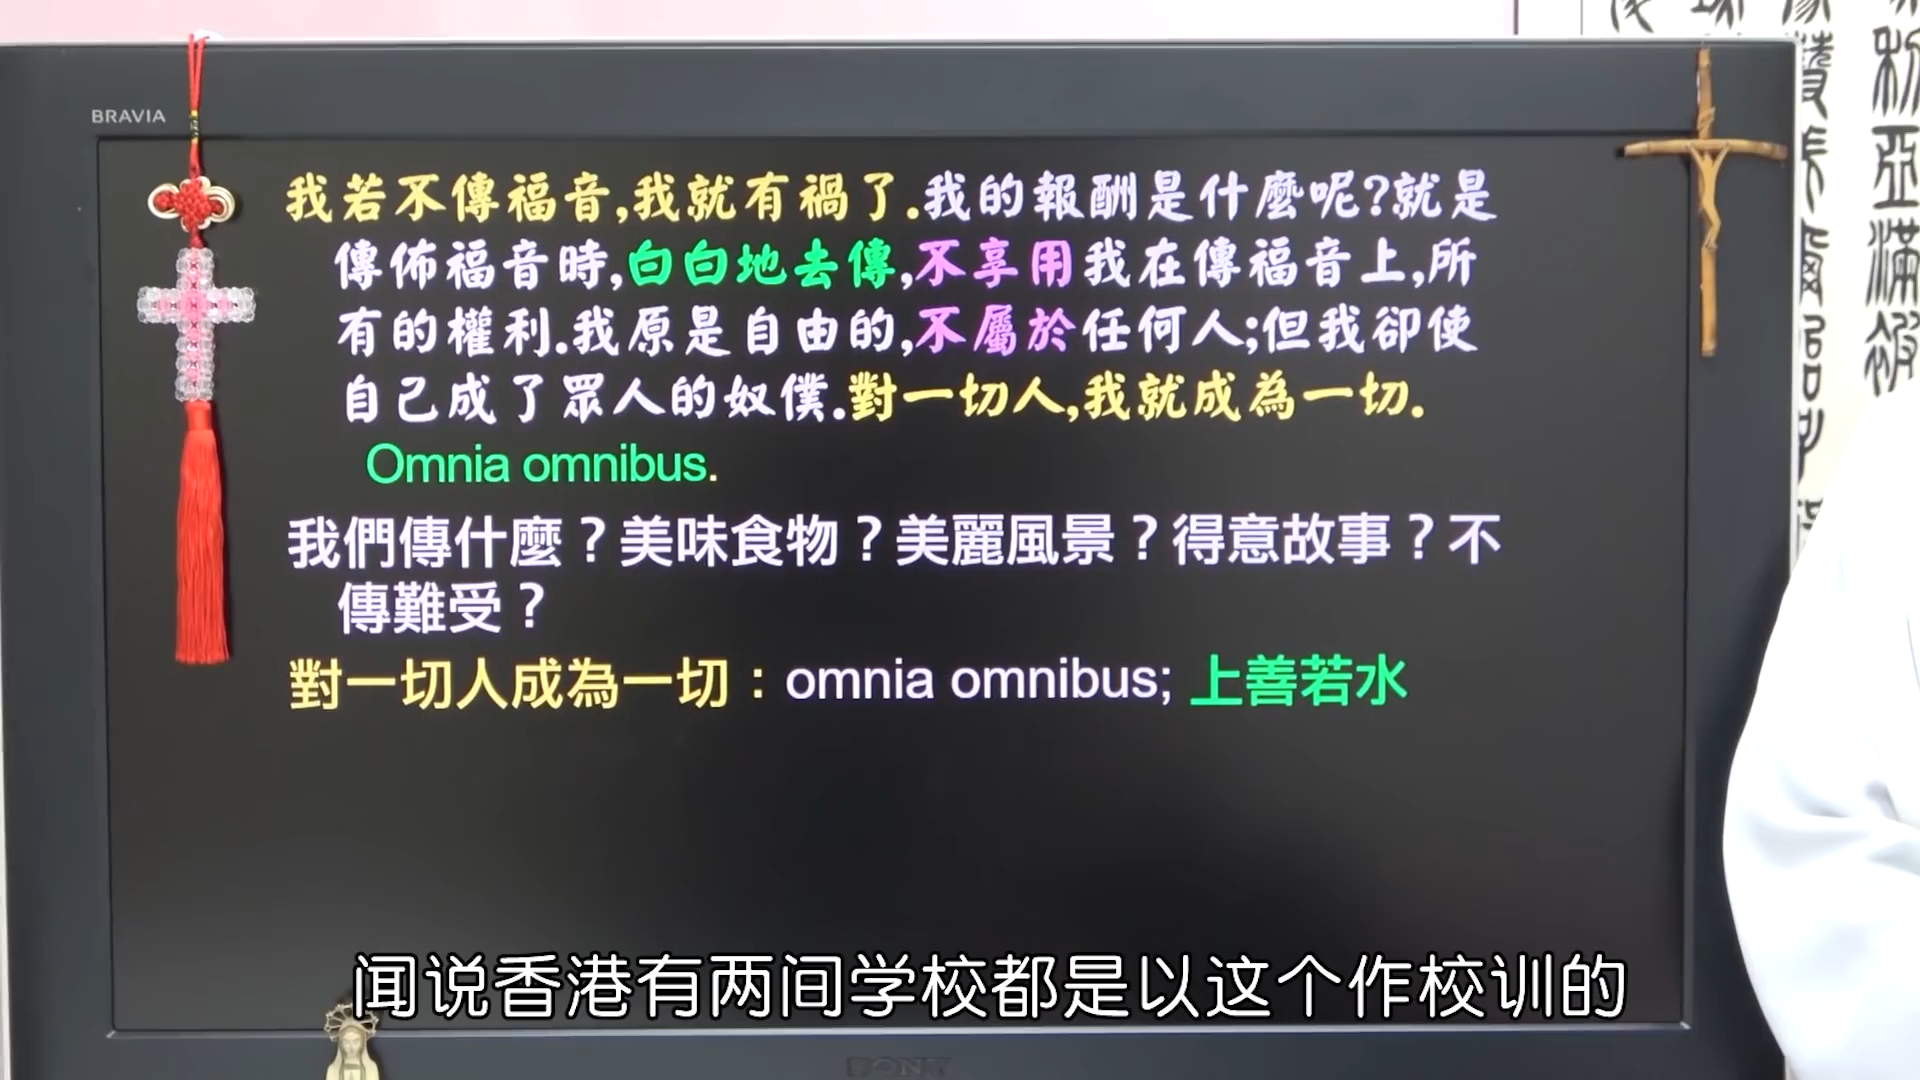 BRAVIA
我若不傳福音,我就有禍了.我的報酬是什麼呢?就是
傳佈福音時,白白地去傳,不享用我在傳福音上,所
有的權利.我原是自由的,不屬於任何人;但我卻使
自己成了眾人的奴僕.對一切人,我就成為一切.
Omnia omnibus.
我們傳什麼？美味食物？美麗風景？得意故事？不
傳難受？
對一切人成為一切：omnia omnibus; 上善若水
闻说香港有两间学校都是以这个作校训的
SONY
利亞滿被